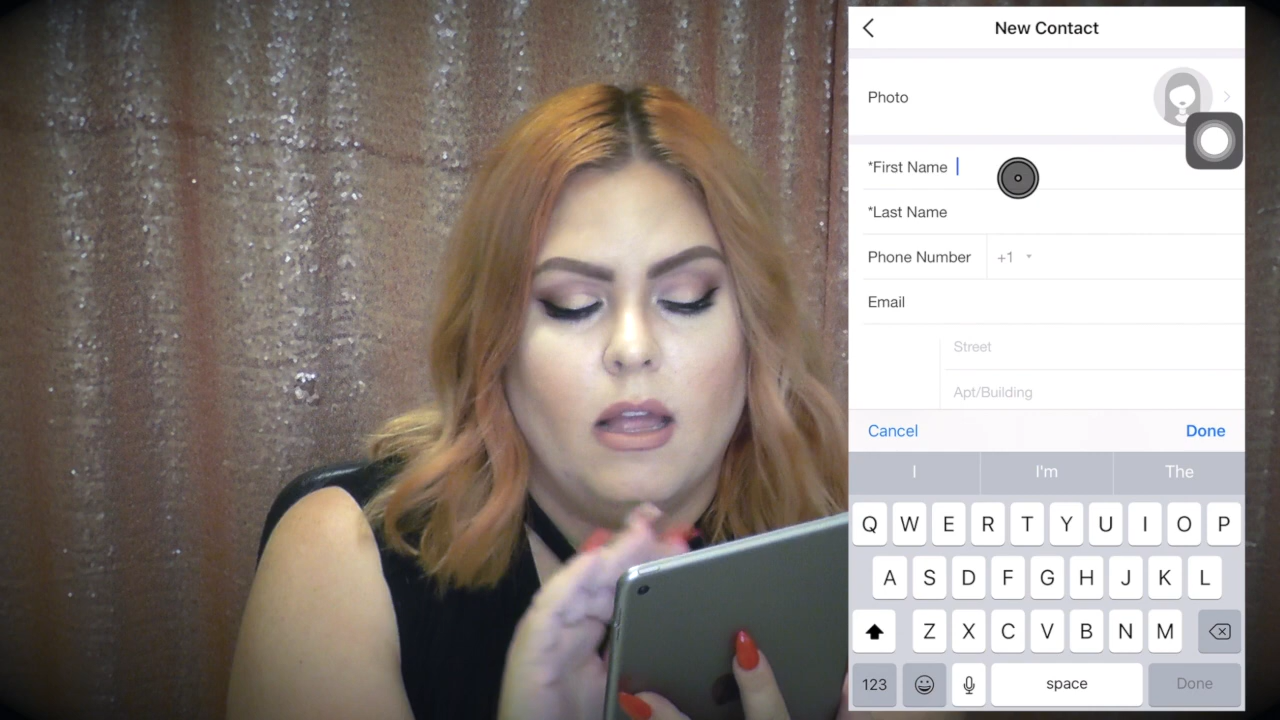 New Contact
Photo
*First Name
*Last Name
Phone Number +1
Email
Street
Apt/Building
Cancel Done
I I'm The
Q W E R T Y U I O P
A S D F G H J K L
Z X C V B N M
123 space Done